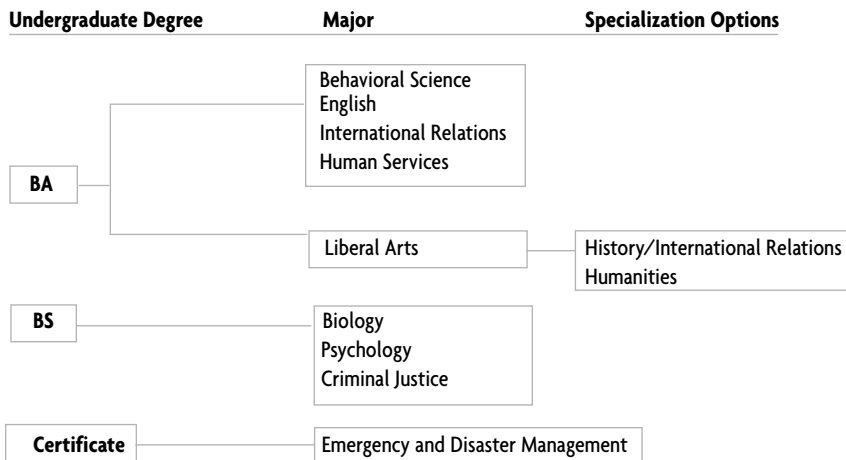 Undergraduate Degree Major Specialization Options
Behavioral Science
English
International Relations
Human Services
BA
Liberal Arts
History/International Relations
Humanities
BS
Biology
Psychology
Criminal Justice
Certificate
Emergency and Disaster Management